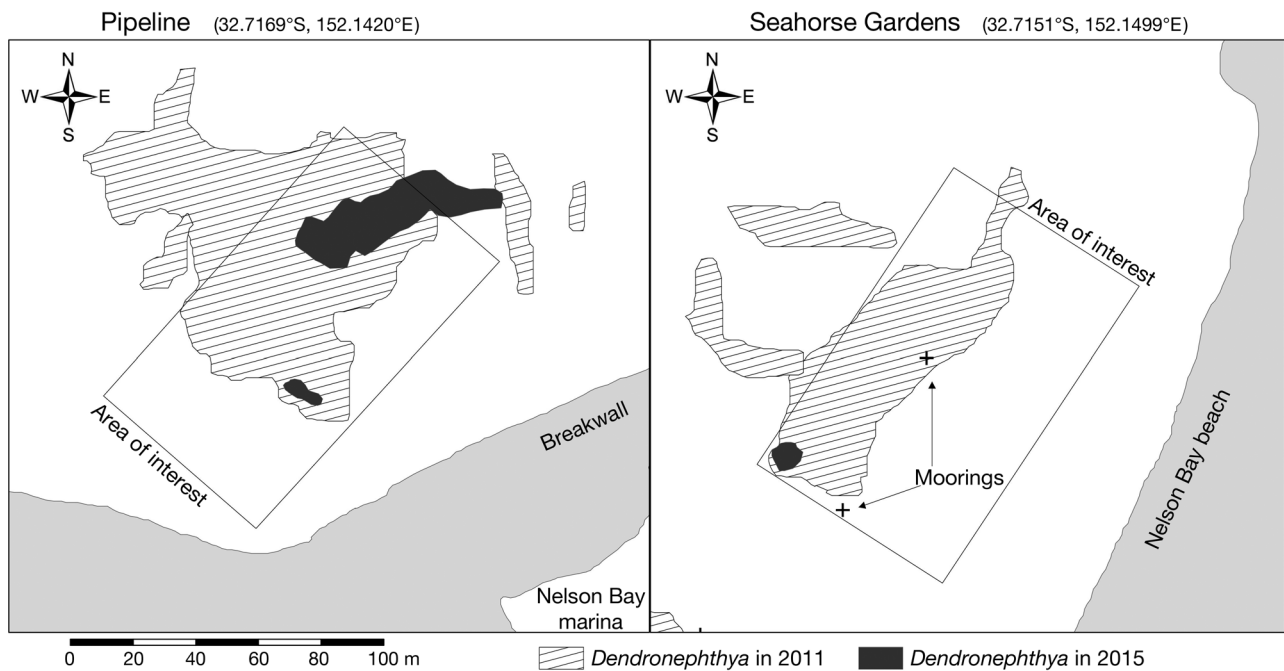 Pipeline (32.7169°S, 152.1420°E)
Seahorse Gardens (32.7151°S, 152.1499°E)
N
W E
S
N
W E
S
Area of interest
Area of interest
Breakwall
Moorings
Nelson Bay beach
Nelson Bay
marina
0 20 40 60 80 100 m
Dendronephthya in 2011
Dendronephthya in 2015